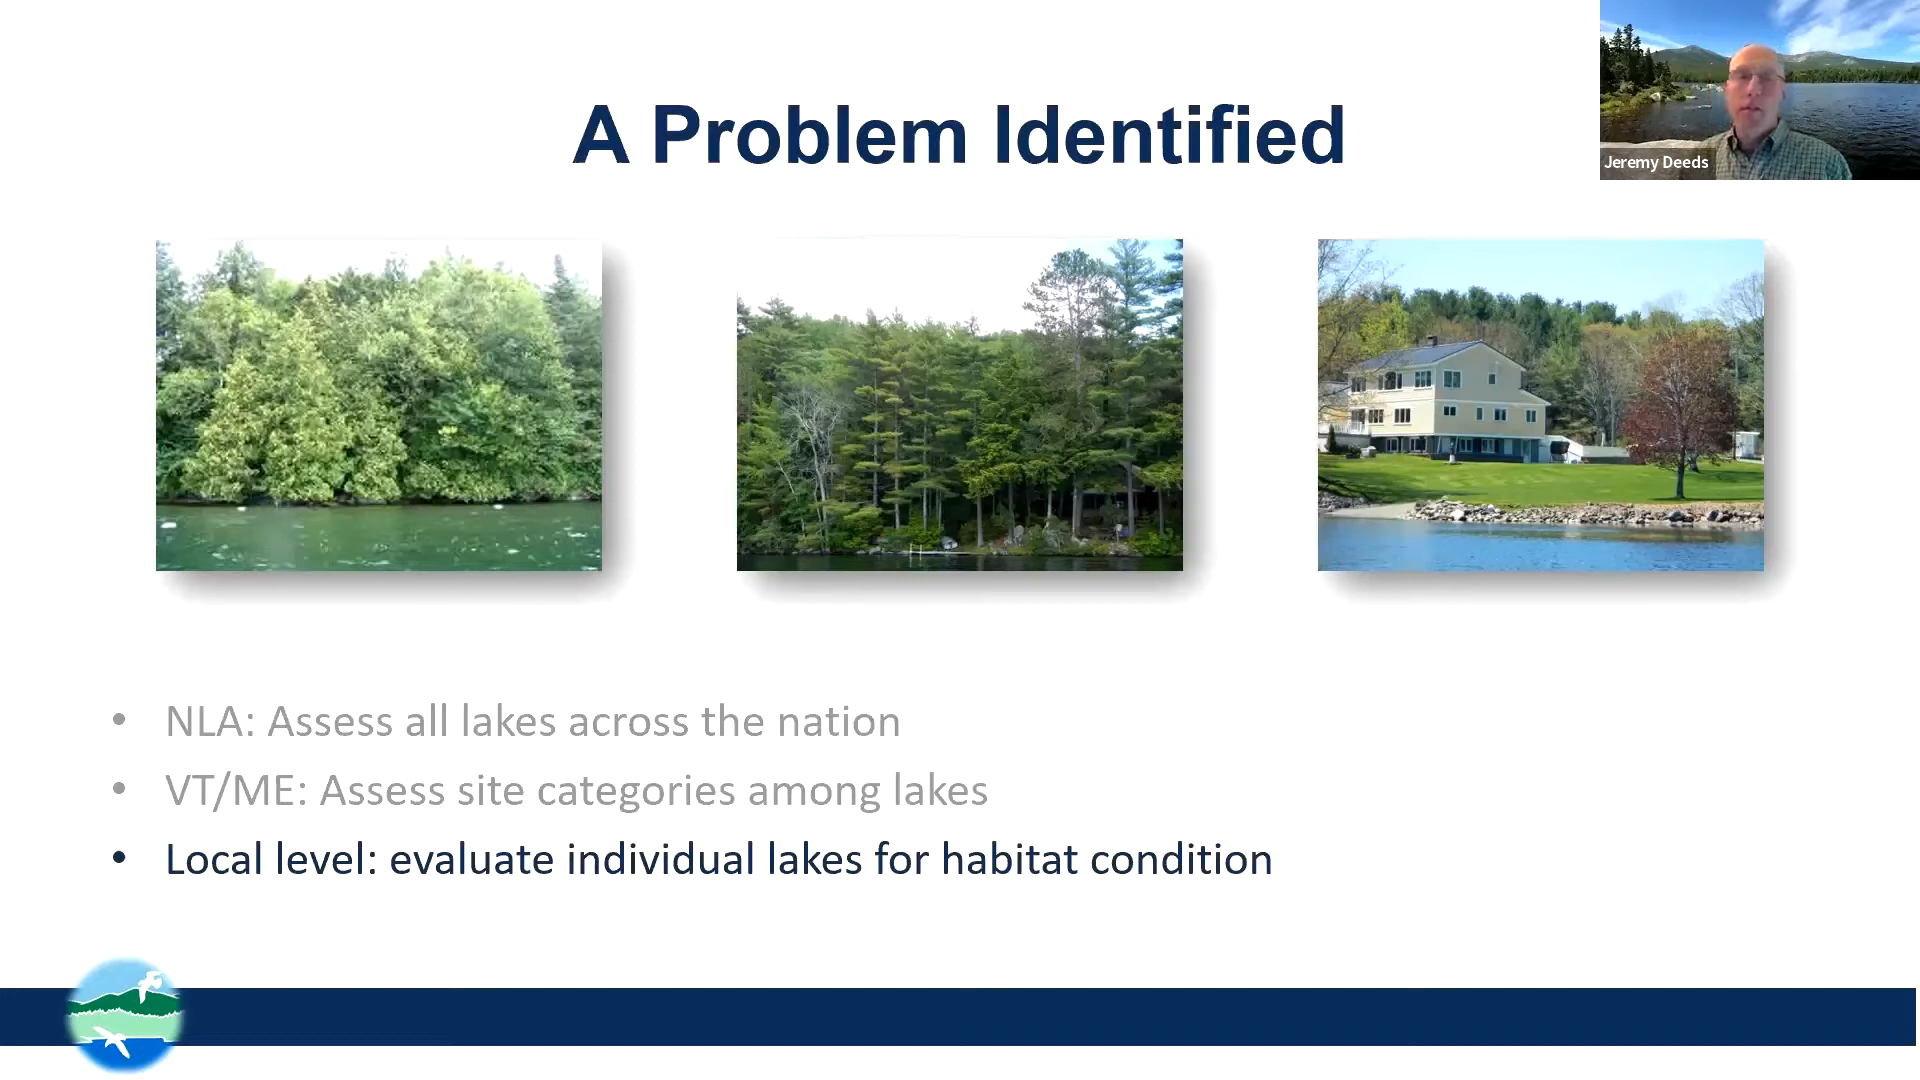 A Problem Identified
Jeremy Deeds
• NLA: Assess all lakes across the nation
• VT/ME: Assess site categories among lakes
• Local level: evaluate individual lakes for habitat condition